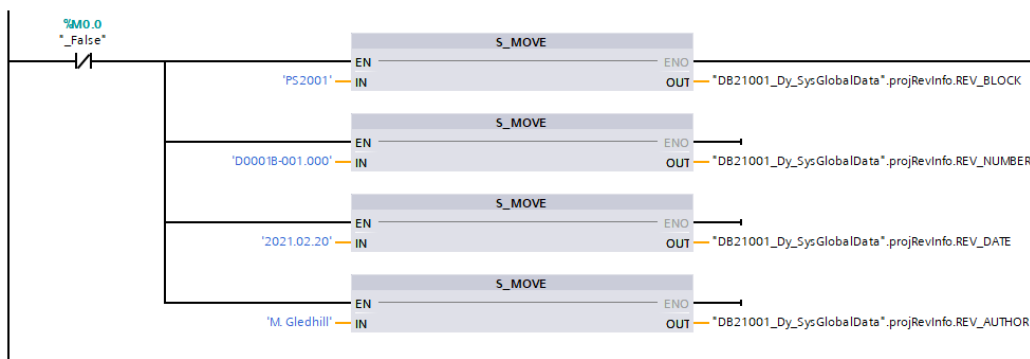 %M0.0
"_False"
S_MOVE
EN ENO
'PS2001' IN OUT "DB21001_Dy_SysGlobalData".projRevInfo.REV_BLOCK
S_MOVE
EN ENO
'D0001B-001.000' IN OUT "DB21001_Dy_SysGlobalData".projRevInfo.REV_NUMBER
S_MOVE
EN ENO
'2021.02.20' IN OUT "DB21001_Dy_SysGlobalData".projRevInfo.REV_DATE
S_MOVE
EN ENO
'M. Gledhill' IN OUT "DB21001_Dy_SysGlobalData".projRevInfo.REV_AUTHOR